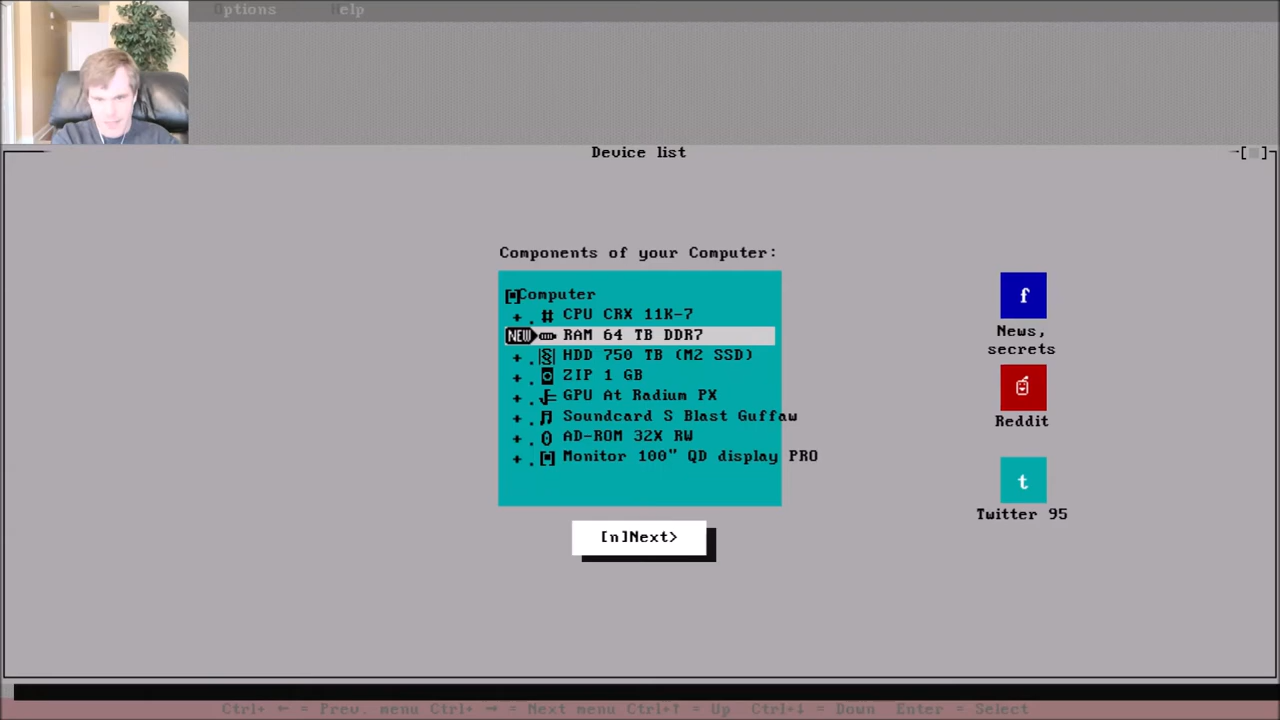 Options Help
Device list
Components of your Computer:
Computer
CPU CRX 11K-7
NEW RAM 64 TB DDR7
HDD 750 TB (M2 SSD)
ZIP 1 GB
GPU At Radium PX
Soundcard S Blast Guffaw
AD-ROM 32X RW
Monitor 100" QD display PRO
[n]Next>
f
News,
secrets
Reddit
t
Twitter 95
Ctrl+ ← = Prev. menu Ctrl+ → = Next menu Ctrl+↑ = Up Ctrl+↓ = Down Enter = Select